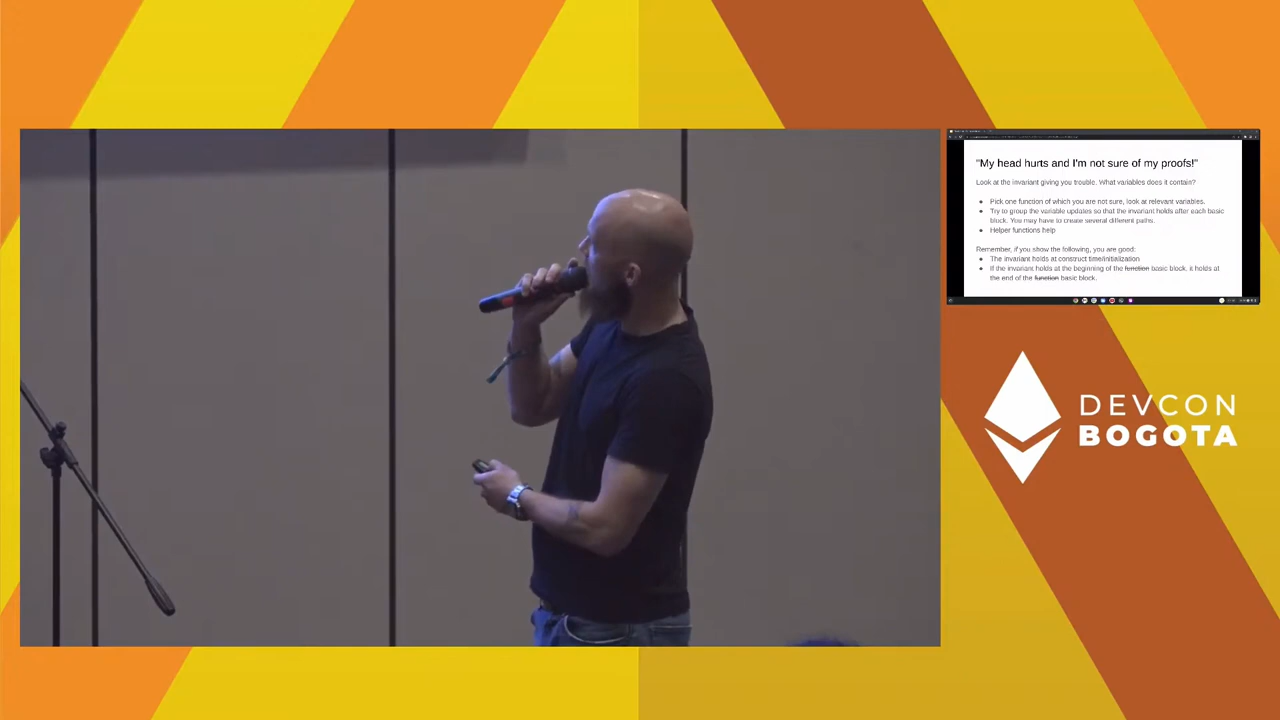 "My head hurts and I'm not sure of my proofs!"
Look at the invariant giving you trouble. What variables does it contain?
● Pick one function of which you are not sure, look at relevant variables.
● Try to group the variable updates so that the invariant holds after each basic
block. You may have to create several different paths.
● Helper functions help
Remember, if you show the following, you are good:
● The invariant holds at construct time/initialization
● If the invariant holds at the beginning of the function basic block. it holds at
the end of the function basic block.
DEVCON
BOGOTA